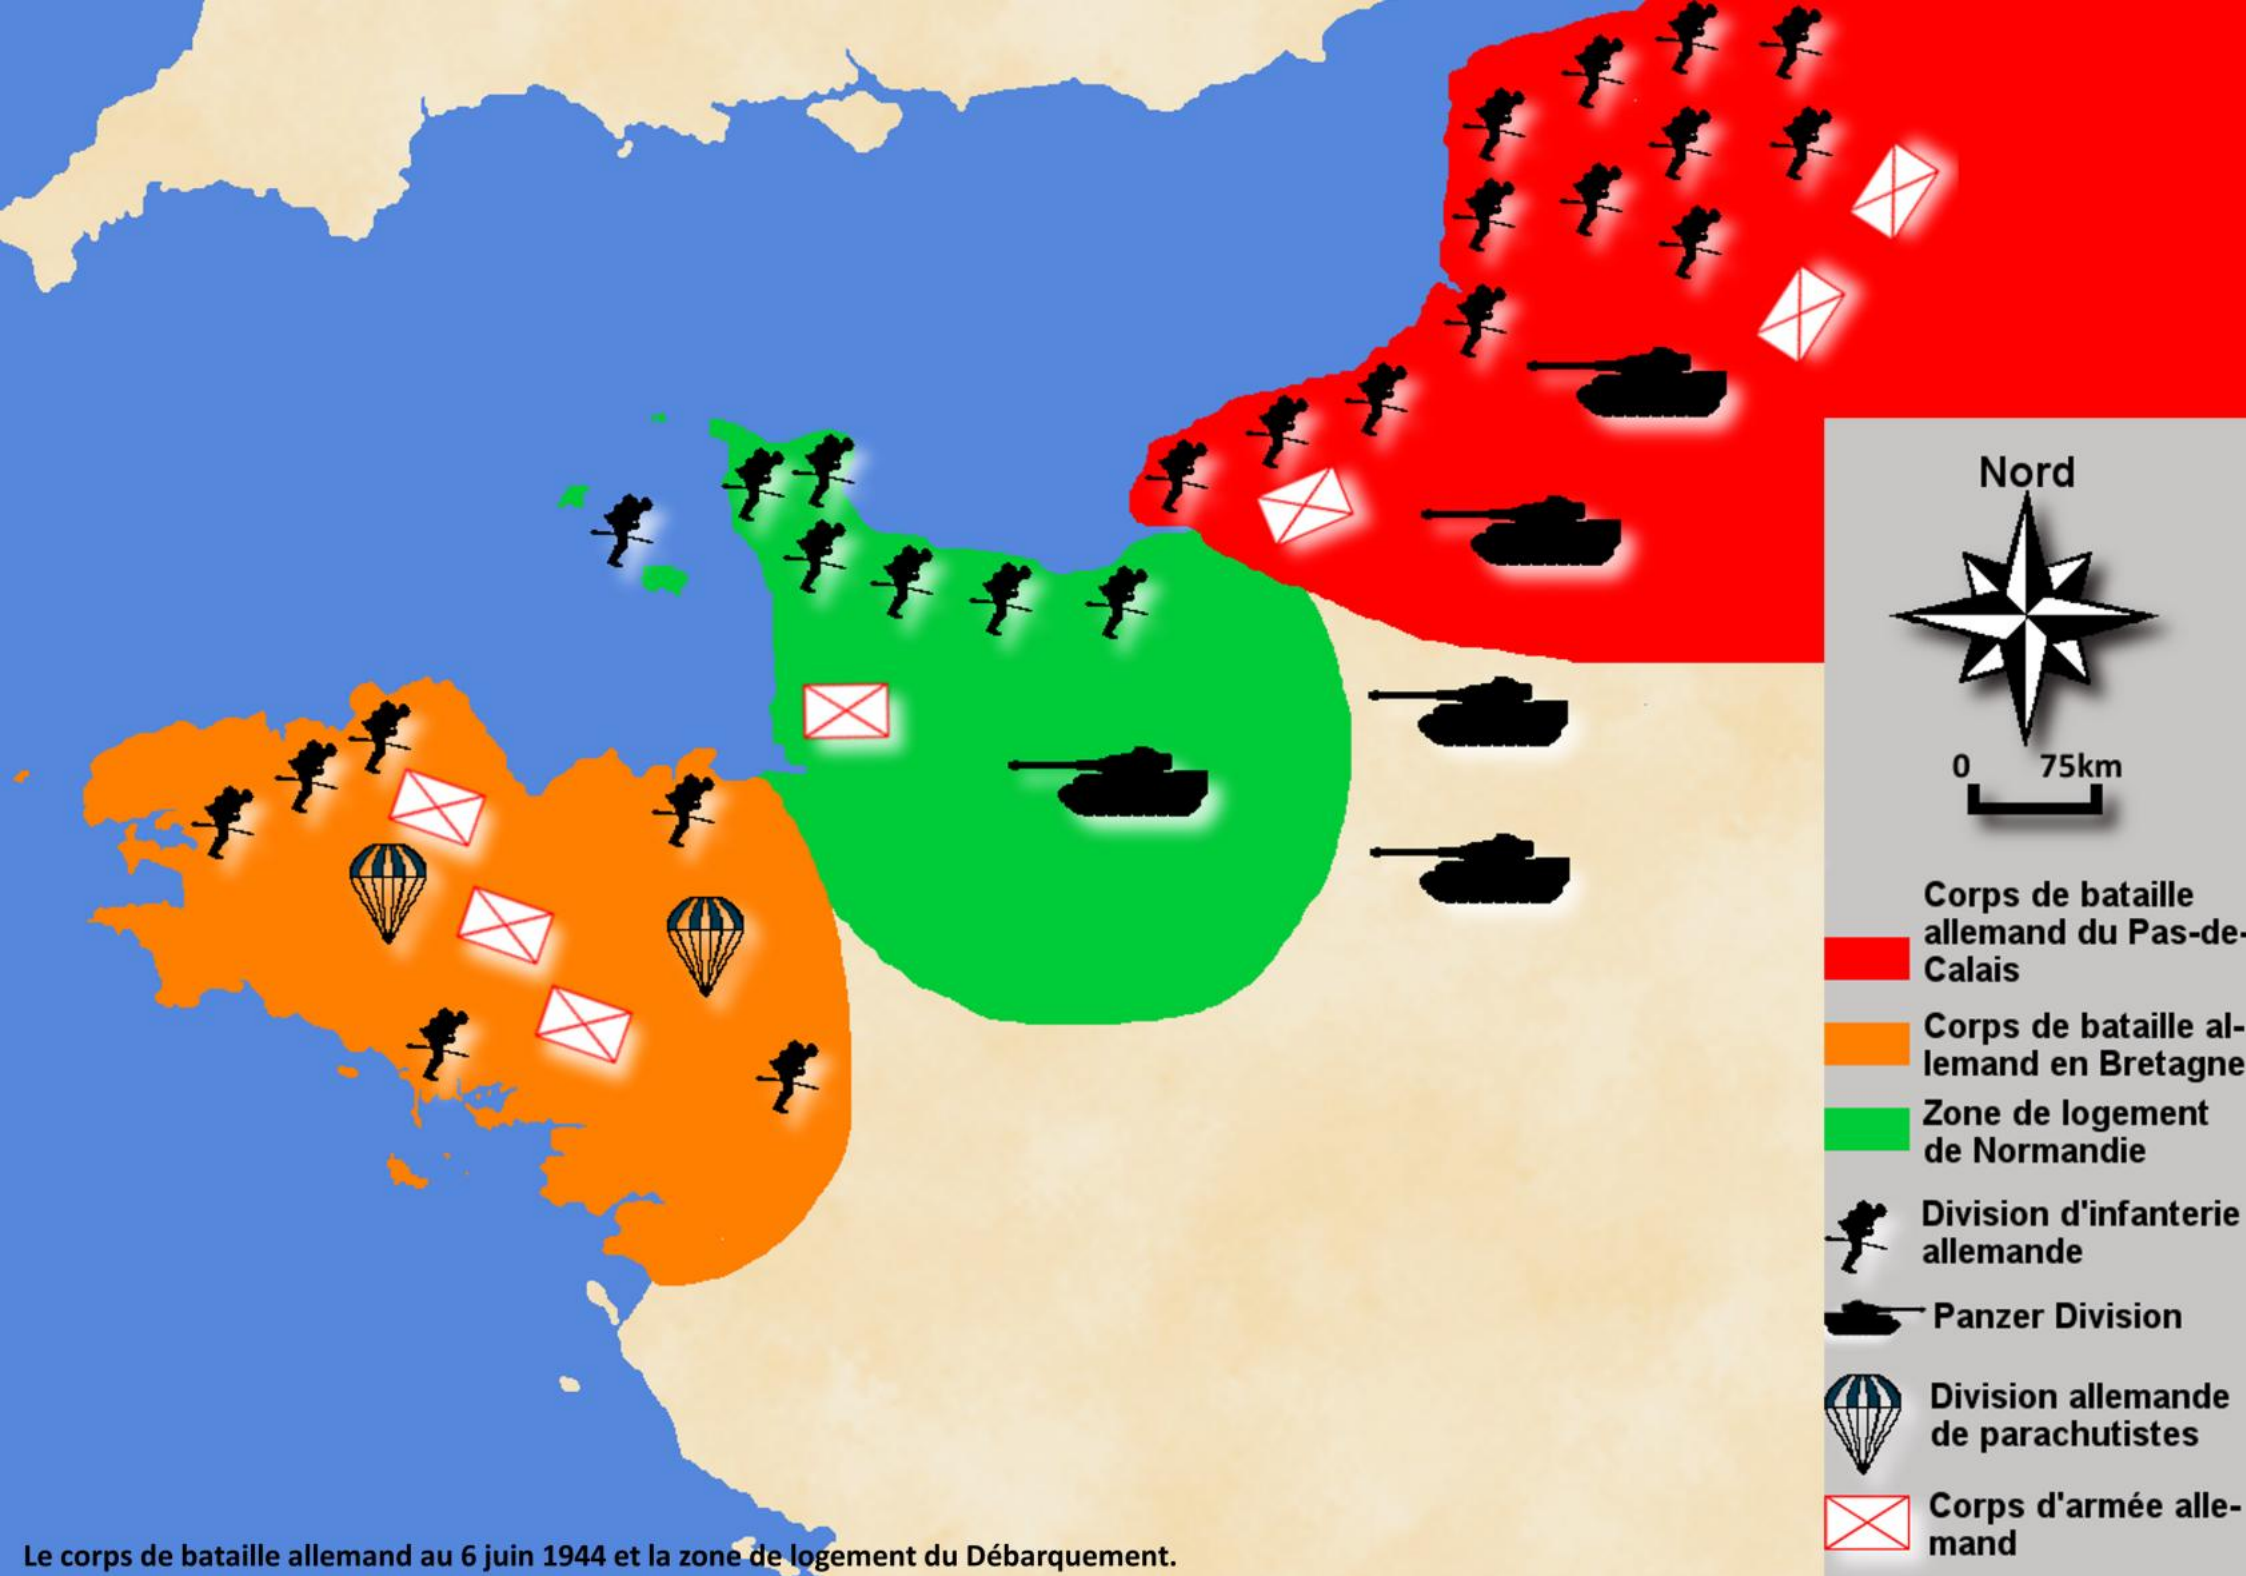 Nord
0 75km
Corps de bataille
allemand du Pas-de-
Calais
Corps de bataille al-
lemand en Bretagne
Zone de logement
de Normandie
Division d'infanterie
allemande
Panzer Division
Division allemande
de parachutistes
Corps d'armée alle-
mand
Le corps de bataille allemand au 6 juin 1944 et la zone de logement du Débarquement.